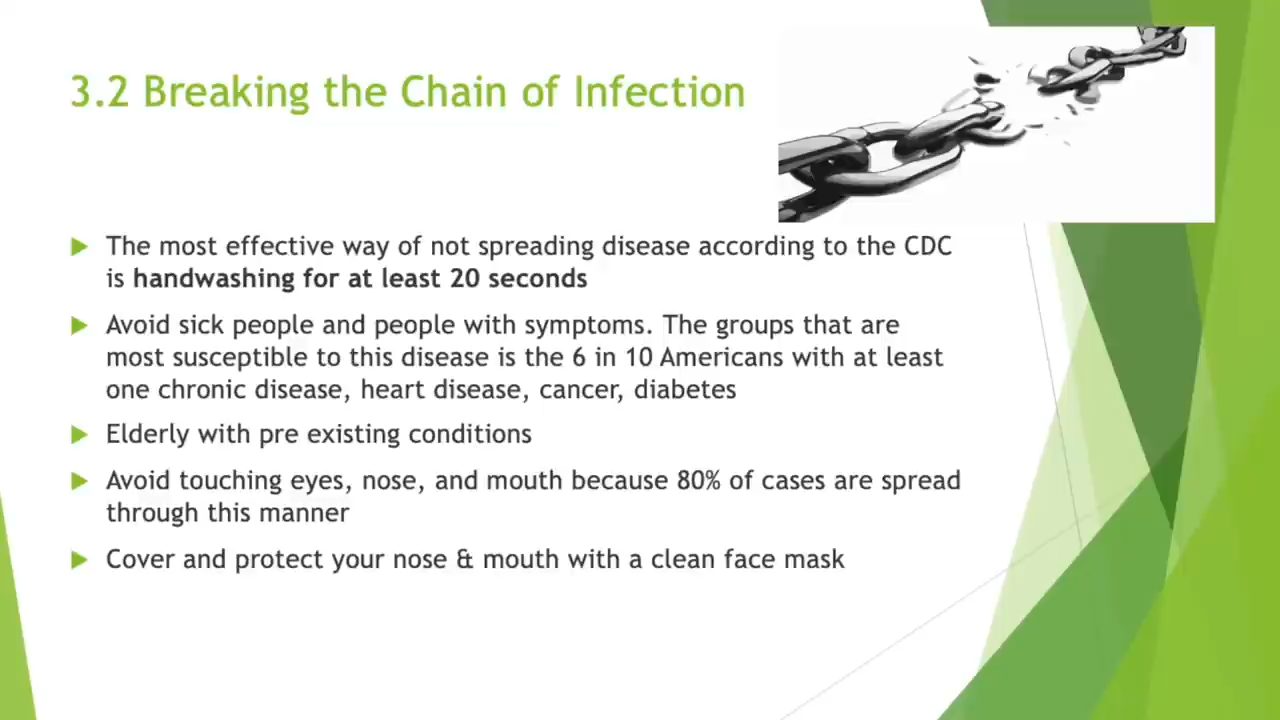 3.2 Breaking the Chain of Infection
The most effective way of not spreading disease according to the CDC
is handwashing for at least 20 seconds
Avoid sick people and people with symptoms. The groups that are
most susceptible to this disease is the 6 in 10 Americans with at least
one chronic disease, heart disease, cancer, diabetes
Elderly with pre existing conditions
Avoid touching eyes, nose, and mouth because 80% of cases are spread
through this manner
Cover and protect your nose & mouth with a clean face mask